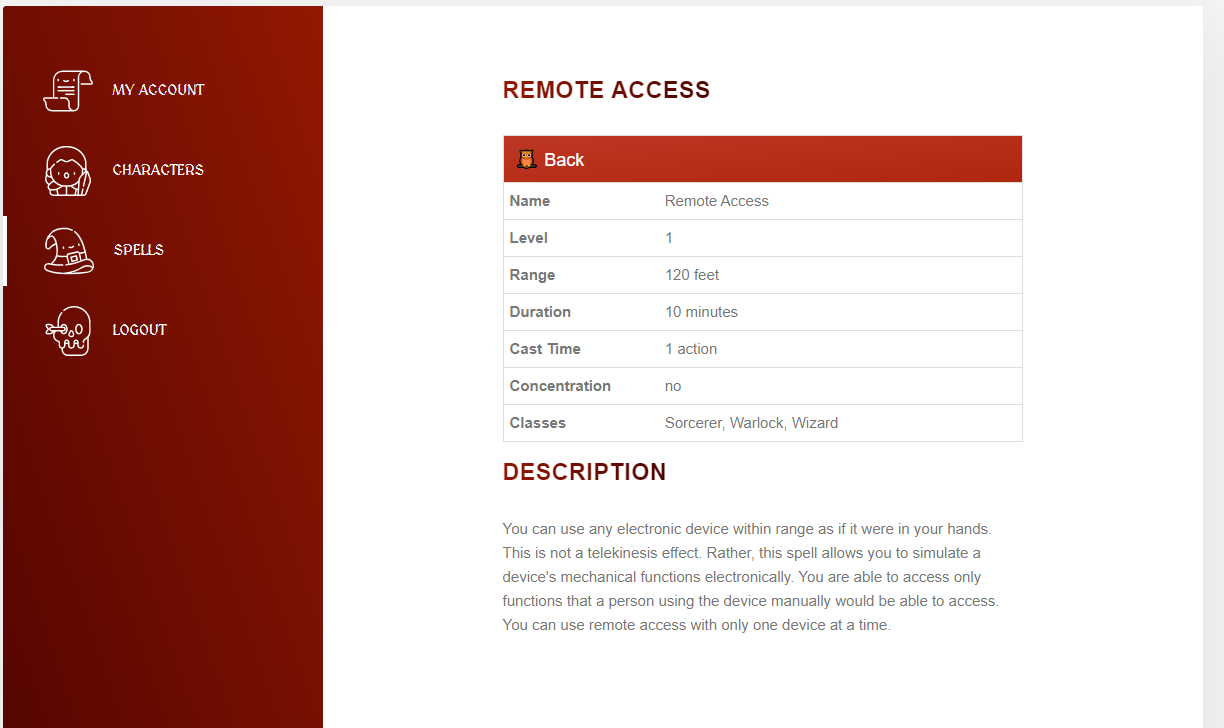 MY ACCOUNT
CHARACTERS
SPELLS
LOGOUT
REMOTE ACCESS
Back
Name Remote Access
Level 1
Range 120 feet
Duration 10 minutes
Cast Time 1 action
Concentration no
Classes Sorcerer, Warlock, Wizard
DESCRIPTION
You can use any electronic device within range as if it were in your hands.
This is not a telekinesis effect. Rather, this spell allows you to simulate a
device's mechanical functions electronically. You are able to access only
functions that a person using the device manually would be able to access.
You can use remote access with only one device at a time.